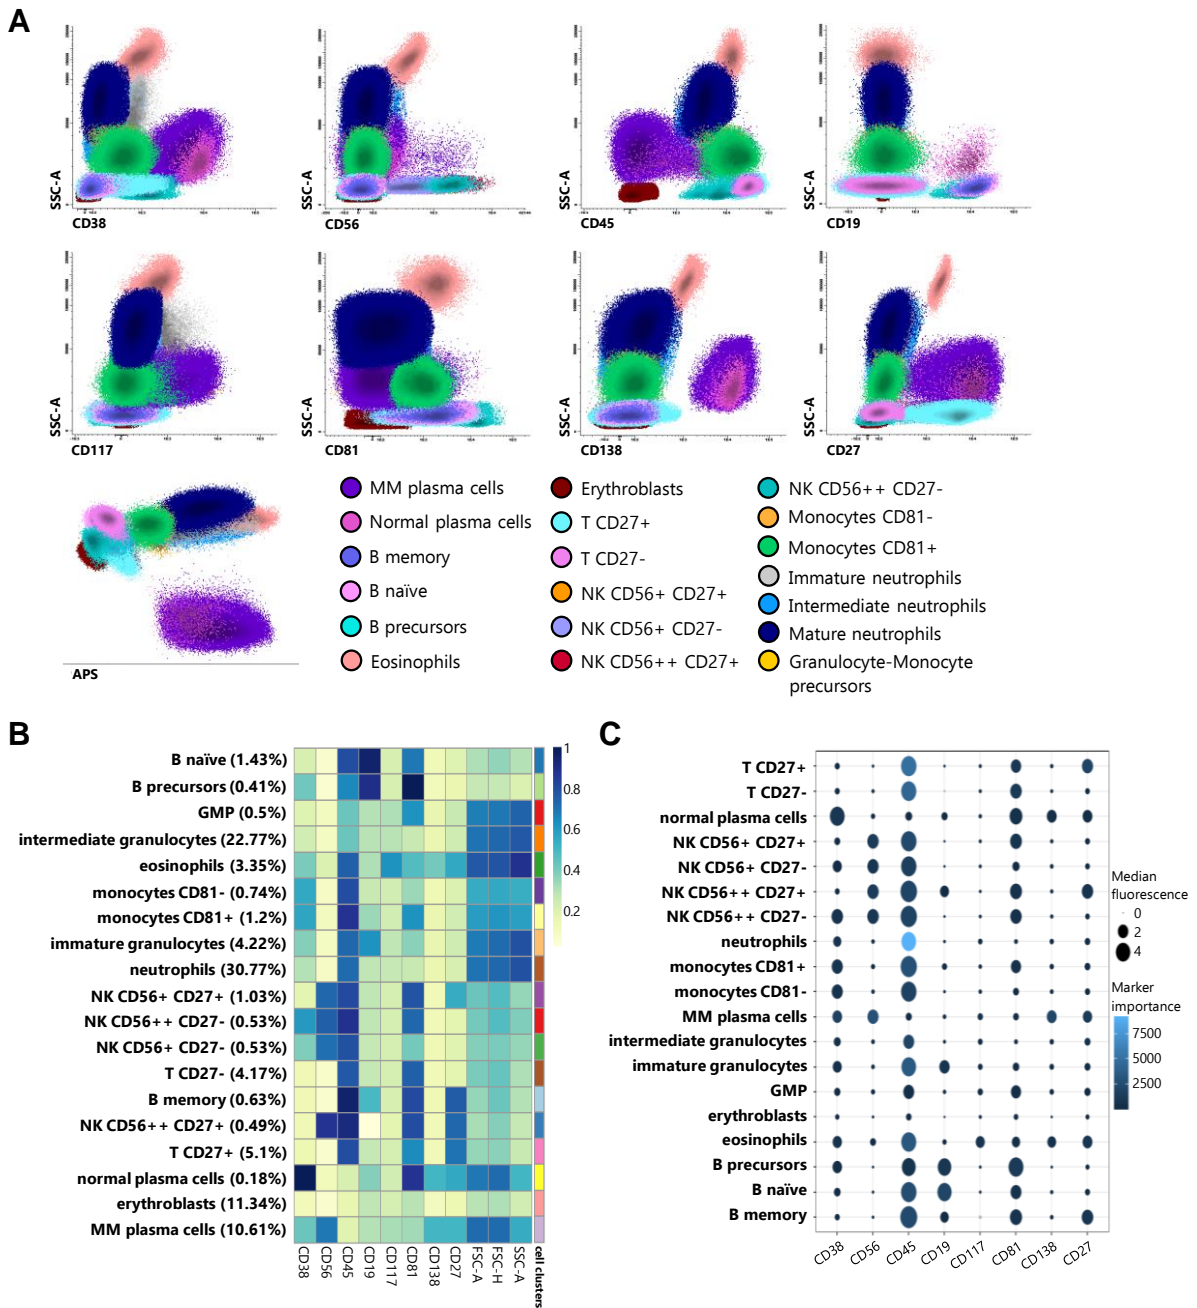 A
SSC-A
CD38
SSC-A
CD56
SSC-A
CD45
SSC-A
CD19
SSC-A
CD117
SSC-A
CD81
SSC-A
CD138
SSC-A
CD27
APS
MM plasma cells
Normal plasma cells
B memory
B naïve
B precursors
Eosinophils
Erythroblasts
T CD27+
T CD27-
NK CD56+ CD27+
NK CD56+ CD27-
NK CD56++ CD27+
NK CD56++ CD27-
Monocytes CD81-
Monocytes CD81+
Immature neutrophils
Intermediate neutrophils
Mature neutrophils
Granulocyte-Monocyte
precursors
B
B naïve (1.43%)
B precursors (0.41%)
GMP (0.5%)
intermediate granulocytes (22.77%)
eosinophils (3.35%)
monocytes CD81- (0.74%)
monocytes CD81+ (1.2%)
immature granulocytes (4.22%)
neutrophils (30.77%)
NK CD56+ CD27+ (1.03%)
NK CD56++ CD27- (0.53%)
NK CD56+ CD27- (0.53%)
T CD27- (4.17%)
B memory (0.63%)
NK CD56++ CD27+ (0.49%)
T CD27+ (5.1%)
normal plasma cells (0.18%)
erythroblasts (11.34%)
MM plasma cells (10.61%)
CD38
CD56
CD45
CD19
CD117
CD81
CD138
CD27
FSC-A
FSC-H
SSC-A
cell clusters
1
0.8
0.6
0.4
0.2
C
T CD27+
T CD27-
normal plasma cells
NK CD56+ CD27+
NK CD56+ CD27-
NK CD56++ CD27+
NK CD56++ CD27-
neutrophils
monocytes CD81+
monocytes CD81-
MM plasma cells
intermediate granulocytes
immature granulocytes
GMP
erythroblasts
eosinophils
B precursors
B naïve
B memory
CD38
CD56
CD45
CD19
CD117
CD81
CD138
CD27
Median
fluorescence
0
2
4
Marker
importance
7500
5000
2500